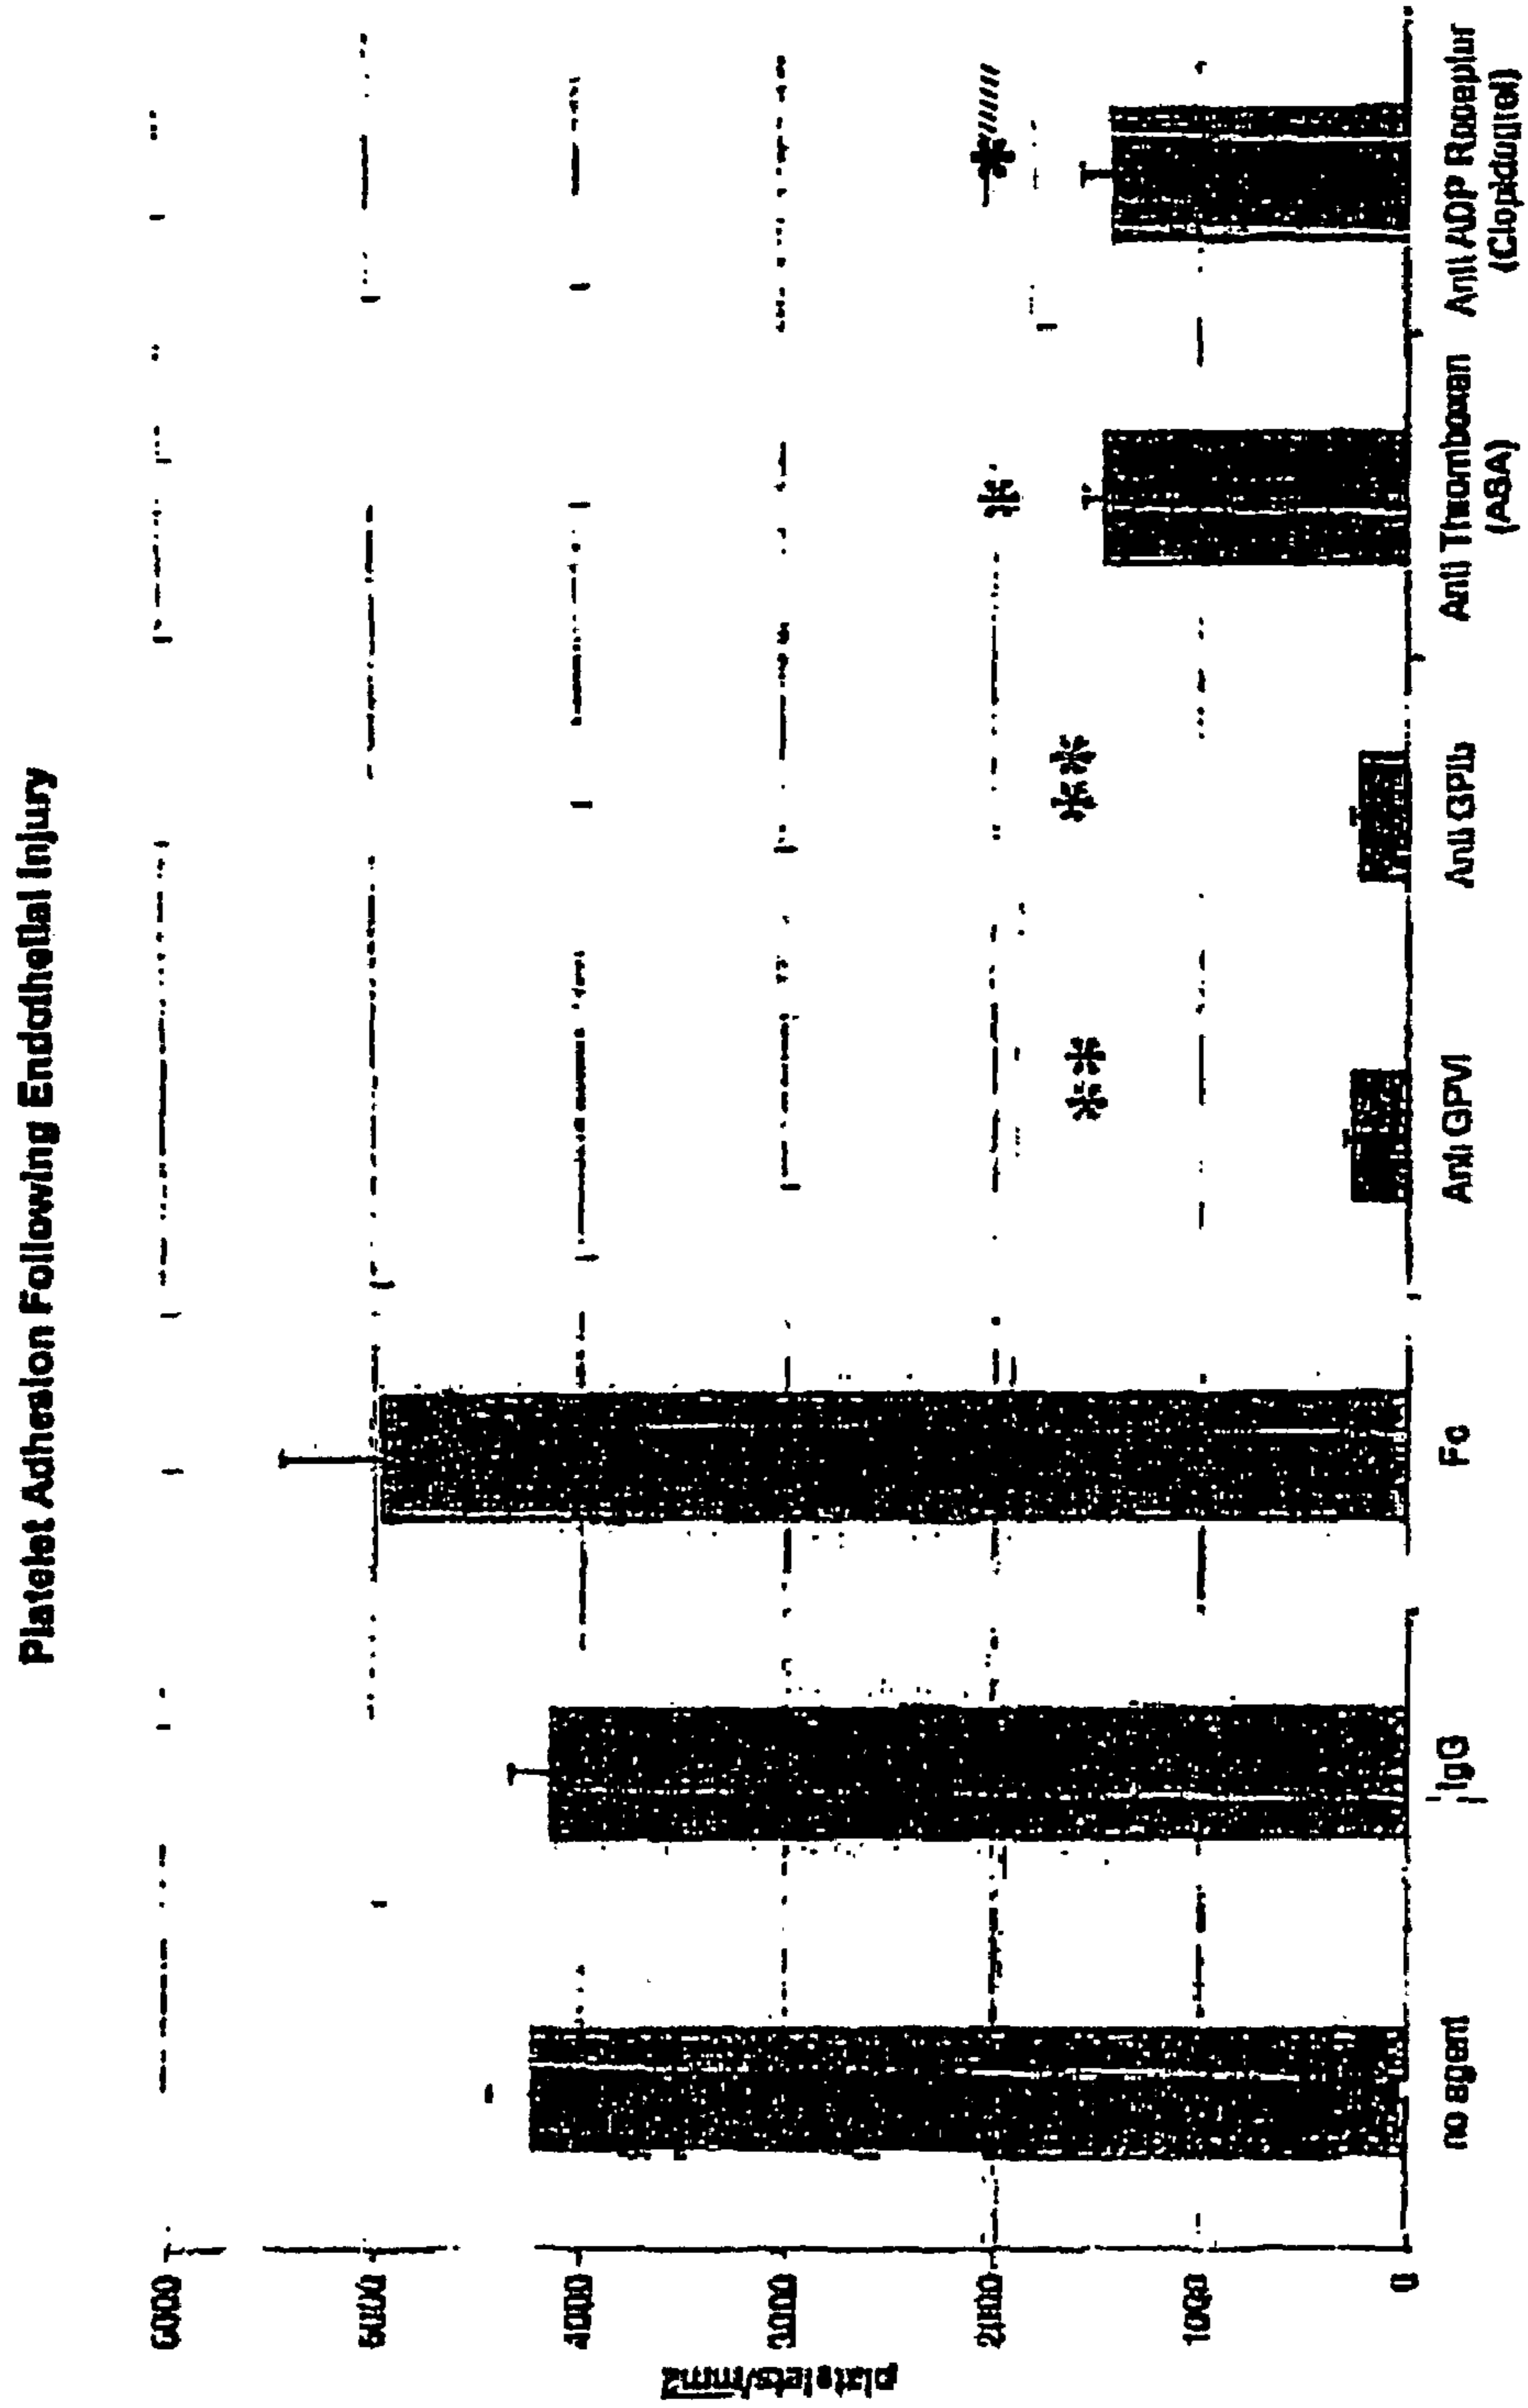 Platelet Adhesion Following Endothelial Injury
platelets/mm2
6000
5000
4000
3000
2000
1000
0
no agent
IgG
Fc
Anti GPVI
Anti GPIb
Anti Thromboxan
(ASA)
Anti ADP Receptor
(Clopidogrel)
**
**
*
*